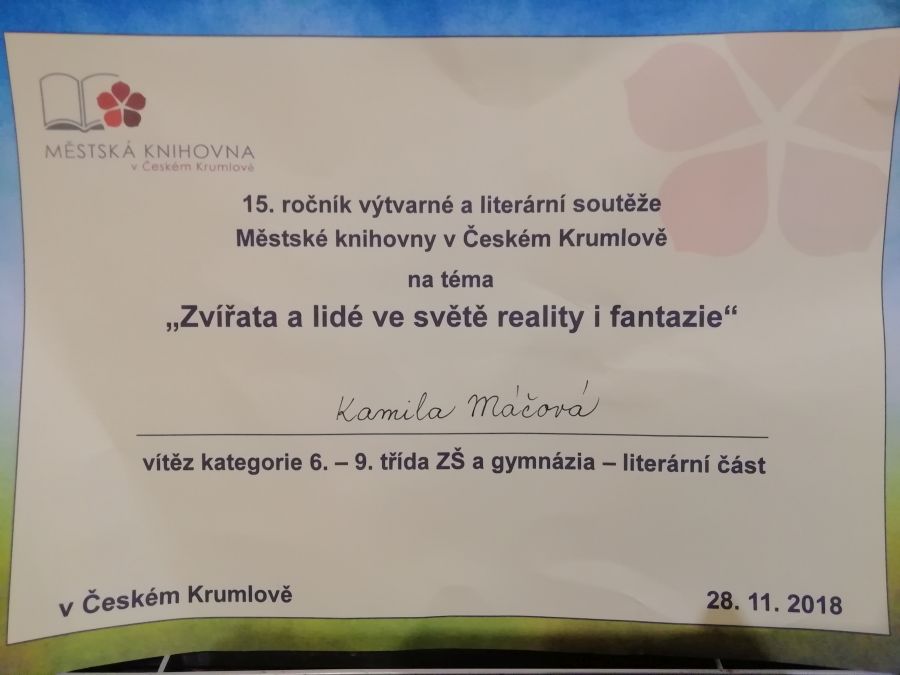 MĚSTSKÁ KNIHOVNA
v Českém Krumlově
15. ročník výtvarné a literární soutěže
Městské knihovny v Českém Krumlově
na téma
„Zvířata a lidé ve světě reality i fantazie“
Kamila Máčová
vítěz kategorie 6. – 9. třída ZŠ a gymnázia – literární část
v Českém Krumlově
28. 11. 2018